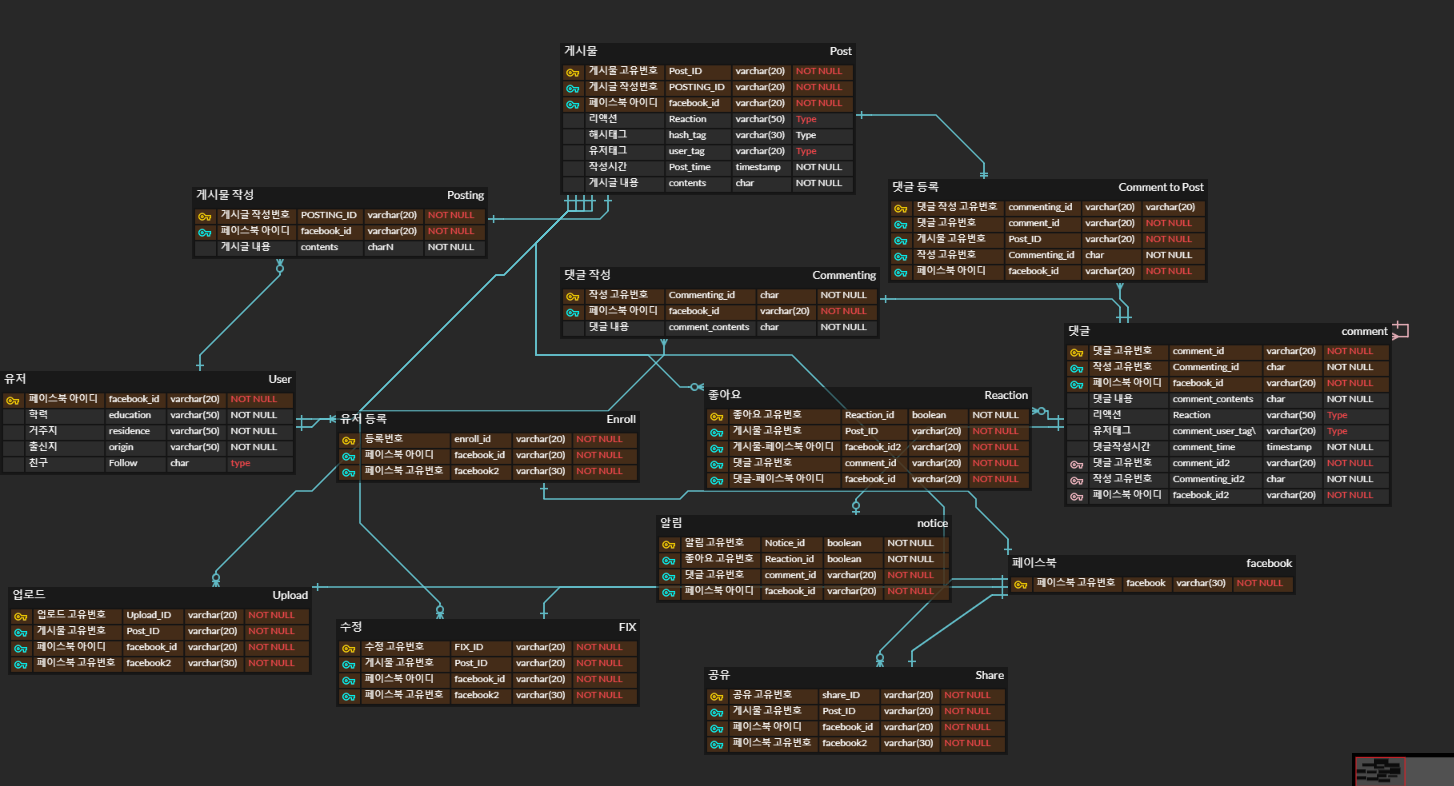 게시물 Post
게시물 고유번호 Post_ID varchar(20) NOT NULL
게시글 작성번호 POSTING_ID varchar(20) NOT NULL
페이스북 아이디 facebook_id varchar(20) NOT NULL
리액션 Reaction varchar(50) Type
해시태그 hash_tag varchar(30) Type
유저태그 user_tag varchar(20) Type
작성시간 Post_time timestamp NOT NULL
게시글 내용 contents char NOT NULL
게시물 작성 Posting
게시글 작성번호 POSTING_ID varchar(20) NOT NULL
페이스북 아이디 facebook_id varchar(20) NOT NULL
게시글 내용 contents charN NOT NULL
댓글 등록 Comment to Post
댓글 작성 고유번호 commenting_id varchar(20) varchar(20)
댓글 고유번호 comment_id varchar(20) NOT NULL
게시물 고유번호 Post_ID varchar(20) NOT NULL
작성 고유번호 Commenting_id char NOT NULL
페이스북 아이디 facebook_id varchar(20) NOT NULL
댓글 작성 Commenting
작성 고유번호 Commenting_id char NOT NULL
페이스북 아이디 facebook_id varchar(20) NOT NULL
댓글 내용 comment_contents char NOT NULL
댓글 comment
댓글 고유번호 comment_id varchar(20) NOT NULL
작성 고유번호 Commenting_id char NOT NULL
페이스북 아이디 facebook_id varchar(20) NOT NULL
댓글 내용 comment_contents char NOT NULL
리액션 Reaction varchar(50) Type
유저태그 comment_user_tag\ varchar(20) Type
댓글작성시간 comment_time timestamp NOT NULL
댓글 고유번호 comment_id2 varchar(20) NOT NULL
작성 고유번호 Commenting_id2 char NOT NULL
페이스북 아이디 facebook_id2 varchar(20) NOT NULL
유저 User
페이스북 아이디 facebook_id varchar(20) NOT NULL
학력 education varchar(50) NOT NULL
거주지 residence varchar(50) NOT NULL
출신지 origin varchar(50) NOT NULL
친구 Follow char type
유저 등록 Enroll
등록번호 enroll_id varchar(20) NOT NULL
페이스북 아이디 facebook_id varchar(20) NOT NULL
페이스북 고유번호 facebook2 varchar(30) NOT NULL
좋아요 Reaction
좋아요 고유번호 Reaction_id boolean NOT NULL
게시물 고유번호 Post_ID varchar(20) NOT NULL
게시물-페이스북 아이디 facebook_id2 varchar(20) NOT NULL
댓글 고유번호 comment_id varchar(20) NOT NULL
댓글-페이스북 아이디 facebook_id varchar(20) NOT NULL
알림 notice
알림 고유번호 Notice_id boolean NOT NULL
좋아요 고유번호 Reaction_id boolean NOT NULL
댓글 고유번호 comment_id varchar(20) NOT NULL
페이스북 아이디 facebook_id varchar(20) NOT NULL
페이스북 facebook
페이스북 고유번호 facebook varchar(30) NOT NULL
업로드 Upload
업로드 고유번호 Upload_ID varchar(20) NOT NULL
게시물 고유번호 Post_ID varchar(20) NOT NULL
페이스북 아이디 facebook_id varchar(20) NOT NULL
페이스북 고유번호 facebook2 varchar(30) NOT NULL
수정 FIX
수정 고유번호 FIX_ID varchar(20) NOT NULL
게시물 고유번호 Post_ID varchar(20) NOT NULL
페이스북 아이디 facebook_id varchar(20) NOT NULL
페이스북 고유번호 facebook2 varchar(30) NOT NULL
공유 Share
공유 고유번호 share_ID varchar(20) NOT NULL
게시물 고유번호 Post_ID varchar(20) NOT NULL
페이스북 아이디 facebook_id varchar(20) NOT NULL
페이스북 고유번호 facebook2 varchar(30) NOT NULL